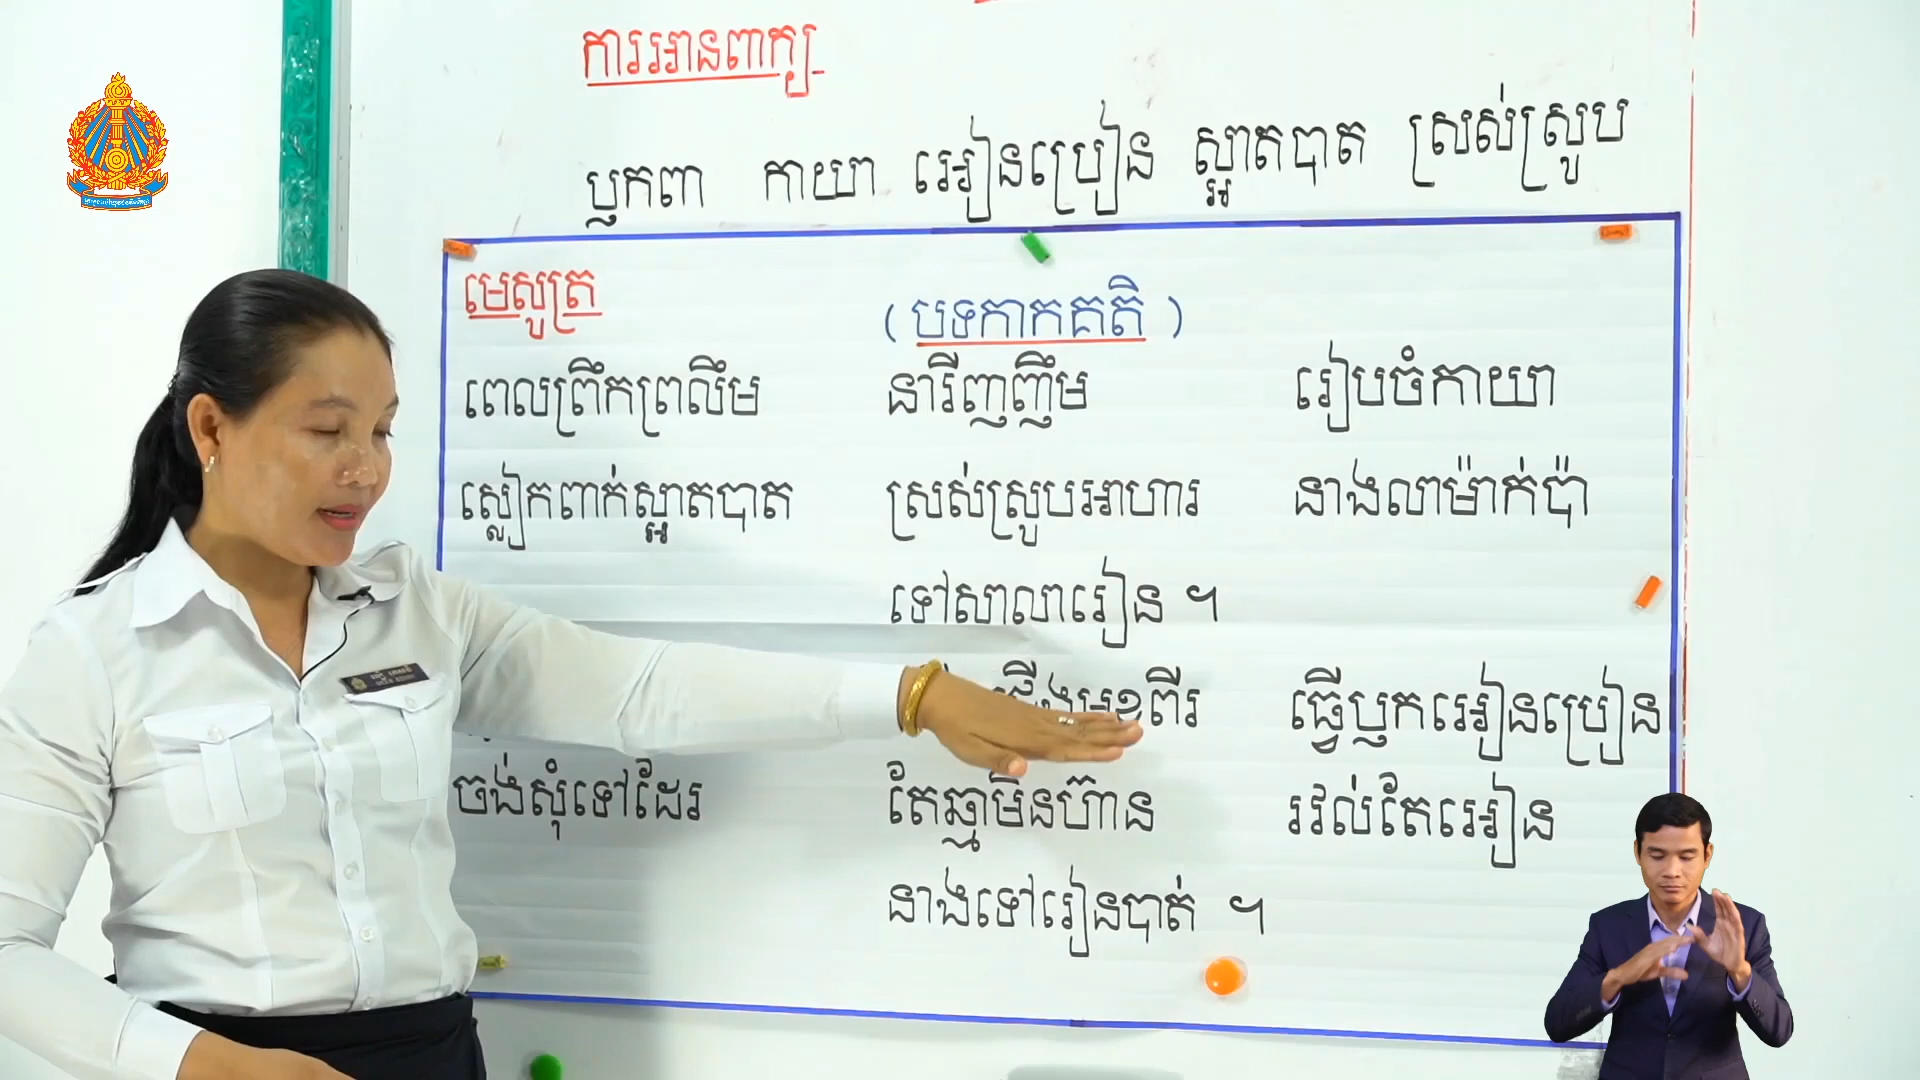 ការអានពាក្យ
ឫកពា កាយា អៀនប្រៀន ស្អាតបាត ស្រស់ស្រូប
មេសូត្រ
( បទកាកគតិ )
ពេលព្រឹកព្រលឹម នារីញញឹម រៀបចំកាយា
ស្លៀកពាក់ស្អាតបាត ស្រស់ស្រូបអាហារ នាងលាម៉ាក់ប៉ា
ទៅសាលារៀន ។
ពីរ ធ្វើឫកអៀនប្រៀន
ចង់សុំទៅដែរ តែឆ្មាមិនហ៊ាន រវល់តែអៀន
នាងទៅរៀនបាត់ ។